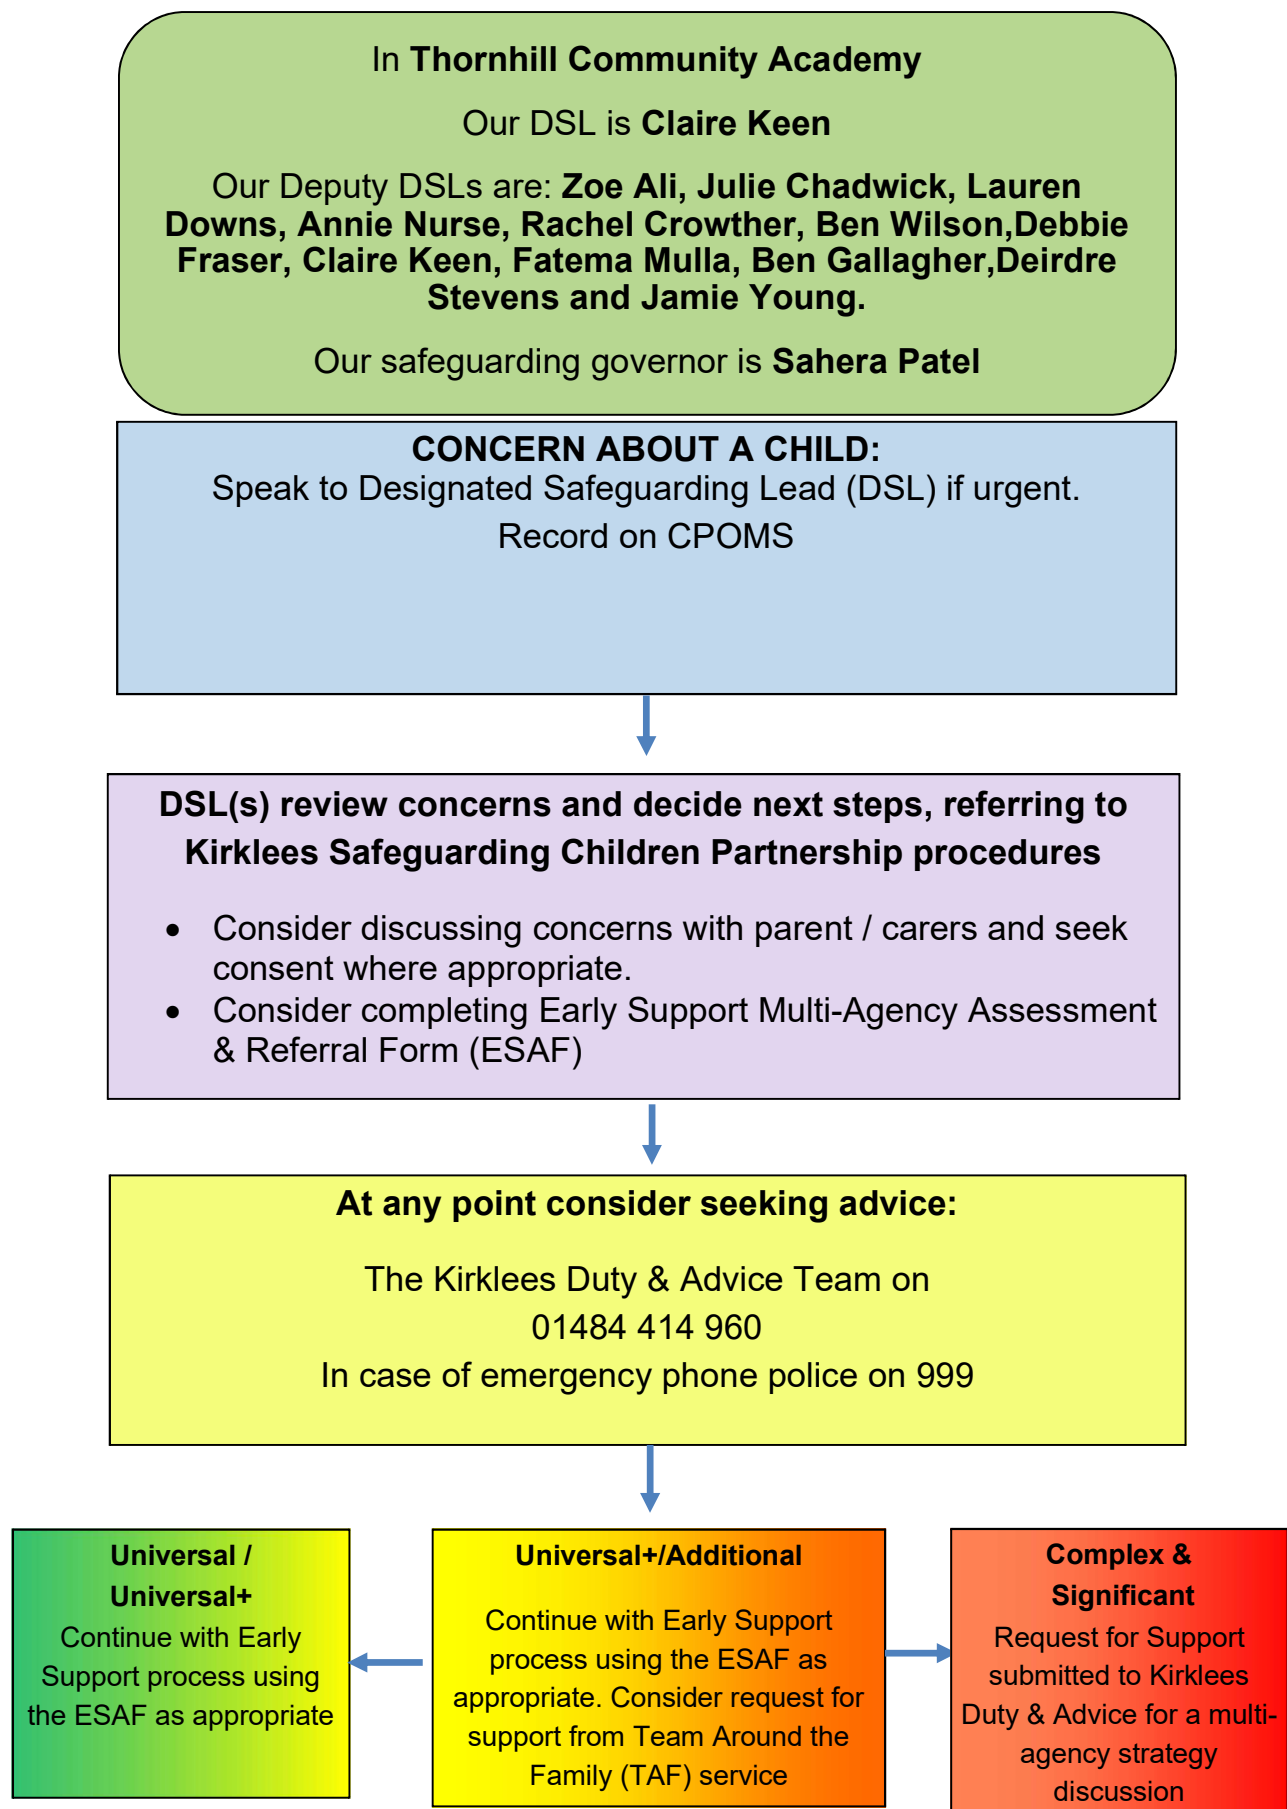 In Thornhill Community Academy
Our DSL is Claire Keen
Our Deputy DSLs are: Zoe Ali, Julie Chadwick, Lauren
Downs, Annie Nurse, Rachel Crowther, Ben Wilson,Debbie
Fraser, Claire Keen, Fatema Mulla, Ben Gallagher,Deirdre
Stevens and Jamie Young.
Our safeguarding governor is Sahera Patel
CONCERN ABOUT A CHILD:
Speak to Designated Safeguarding Lead (DSL) if urgent.
Record on CPOMS
DSL(s) review concerns and decide next steps, referring to
Kirklees Safeguarding Children Partnership procedures
• Consider discussing concerns with parent / carers and seek
consent where appropriate.
• Consider completing Early Support Multi-Agency Assessment
& Referral Form (ESAF)
At any point consider seeking advice:
The Kirklees Duty & Advice Team on
01484 414 960
In case of emergency phone police on 999
Universal /
Universal+
Continue with Early
Support process using
the ESAF as appropriate
Universal+/Additional
Continue with Early Support
process using the ESAF as
appropriate. Consider request for
support from Team Around the
Family (TAF) service
Complex &
Significant
Request for Support
submitted to Kirklees
Duty & Advice for a multi-
agency strategy
discussion